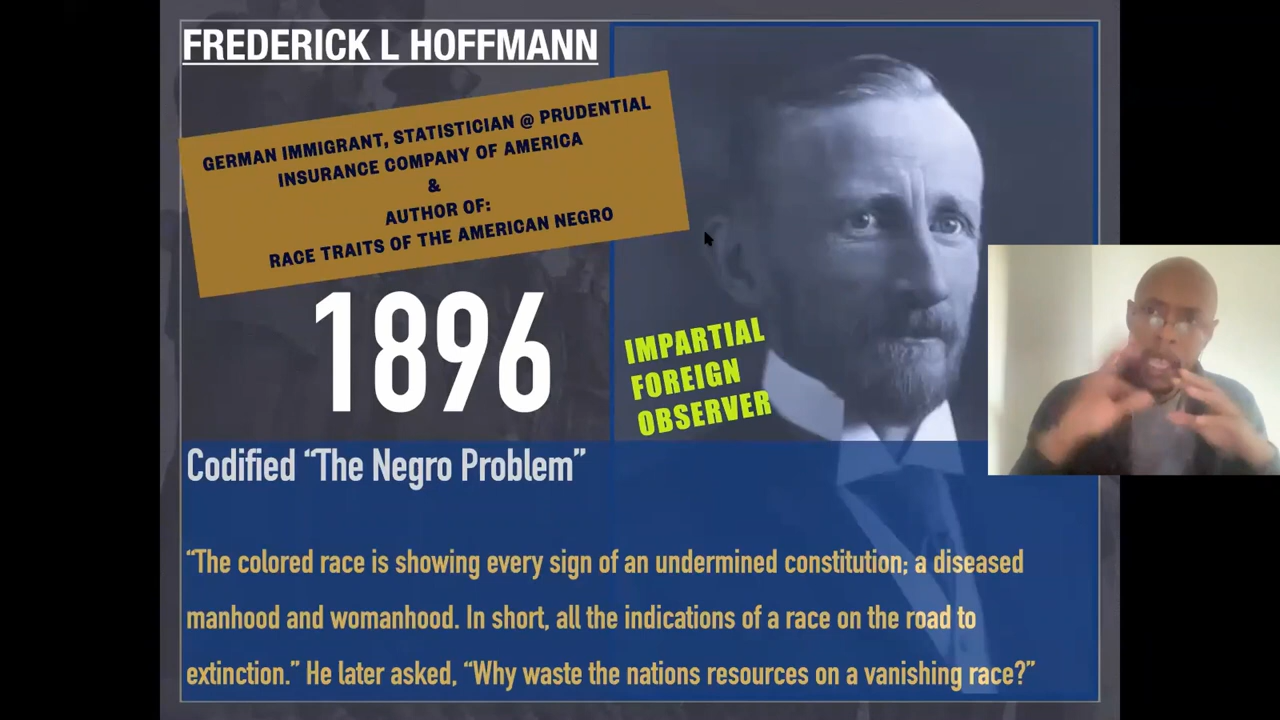 FREDERICK L HOFFMANN
GERMAN IMMIGRANT, STATISTICIAN @ PRUDENTIAL
INSURANCE COMPANY OF AMERICA
&
AUTHOR OF:
RACE TRAITS OF THE AMERICAN NEGRO
1896
IMPARTIAL
FOREIGN
OBSERVER
Codified “The Negro Problem”
“The colored race is showing every sign of an undermined constitution; a diseased
manhood and womanhood. In short, all the indications of a race on the road to
extinction.” He later asked, “Why waste the nations resources on a vanishing race?”